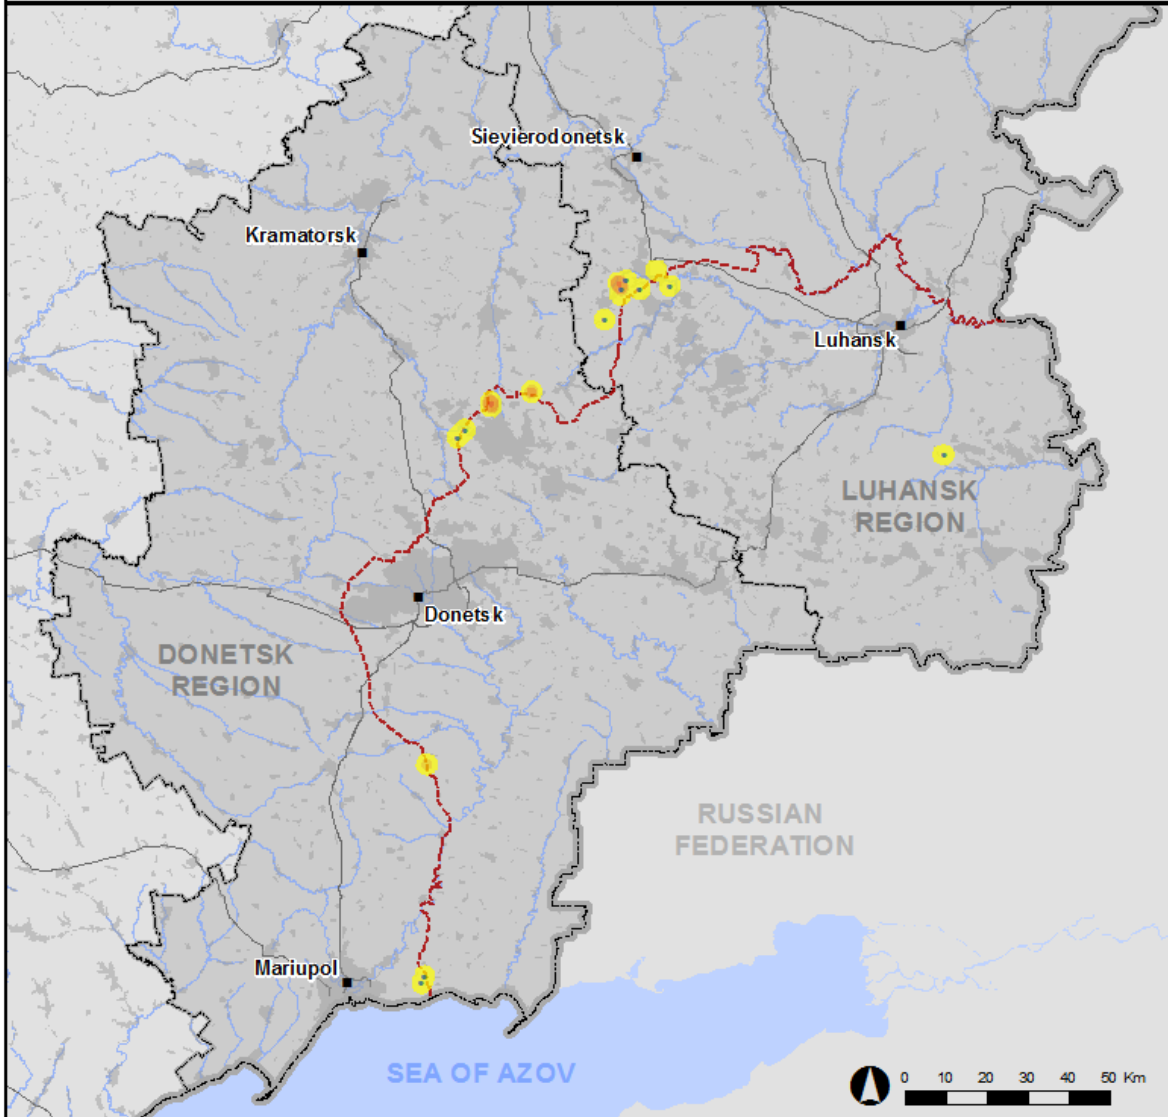 Sievierodonetsk
Kramatorsk
Luhansk
LUHANSK
REGION
Donetsk
DONETSK
REGION
RUSSIAN
FEDERATION
Mariupol
SEA OF AZOV
0 10 20 30 40 50 Km